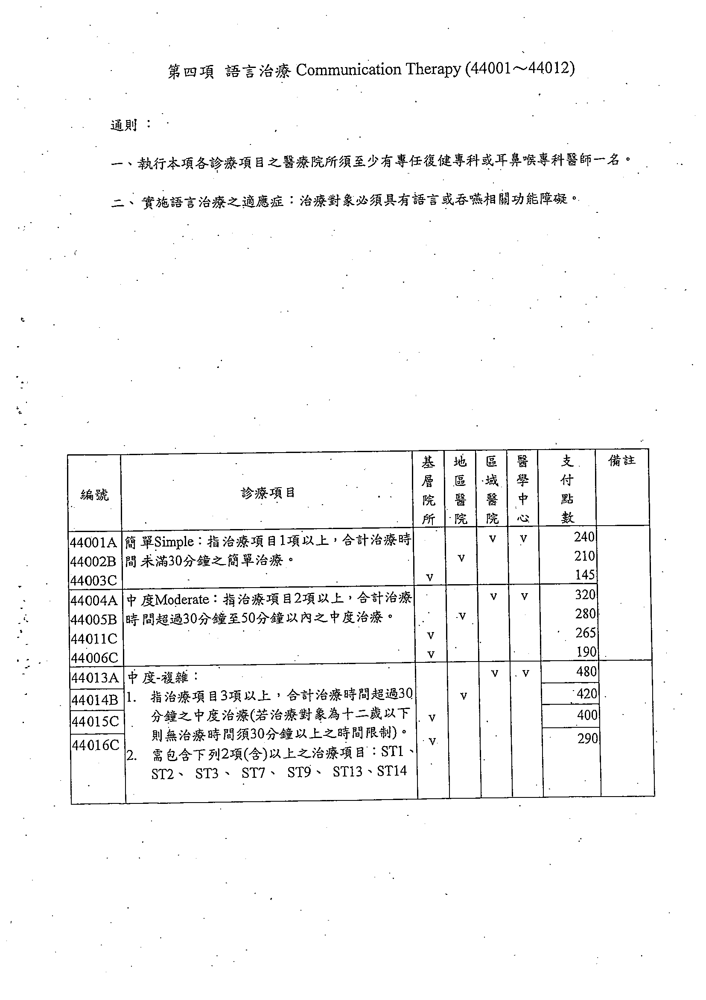 第四項 語言治療 Communication Therapy (44001～44012)
通則：
一、執行本項各診療項目之醫療院所須至少有專任復健專科或耳鼻喉專科醫師一名。
二、實施語言治療之適應症：治療對象必須具有語言或吞嚥相關功能障礙。
編號 診療項目 基層院所 地區醫院 區域醫院 醫學中心 支付點數 備註
44001A 簡單Simple：指治療項目1項以上，合計治療時 v v 240
44002B 間未滿30分鐘之簡單治療。 v 210
44003C v 145
44004A 中度Moderate：指治療項目2項以上，合計治療 v v 320
44005B 時間超過30分鐘至50分鐘以內之中度治療。 v 280
44011C v 265
44006C v 190
44013A 中度-複雜： v v 480
44014B 1. 指治療項目3項以上，合計治療時間超過30 v 420
44015C 分鐘之中度治療(若治療對象為十二歲以下 v 400
則無治療時間須30分鐘以上之時間限制)。
44016C v 290
2. 需包含下列2項(含)以上之治療項目：ST1、
ST2、 ST3、 ST7、 ST9、 ST13、ST14